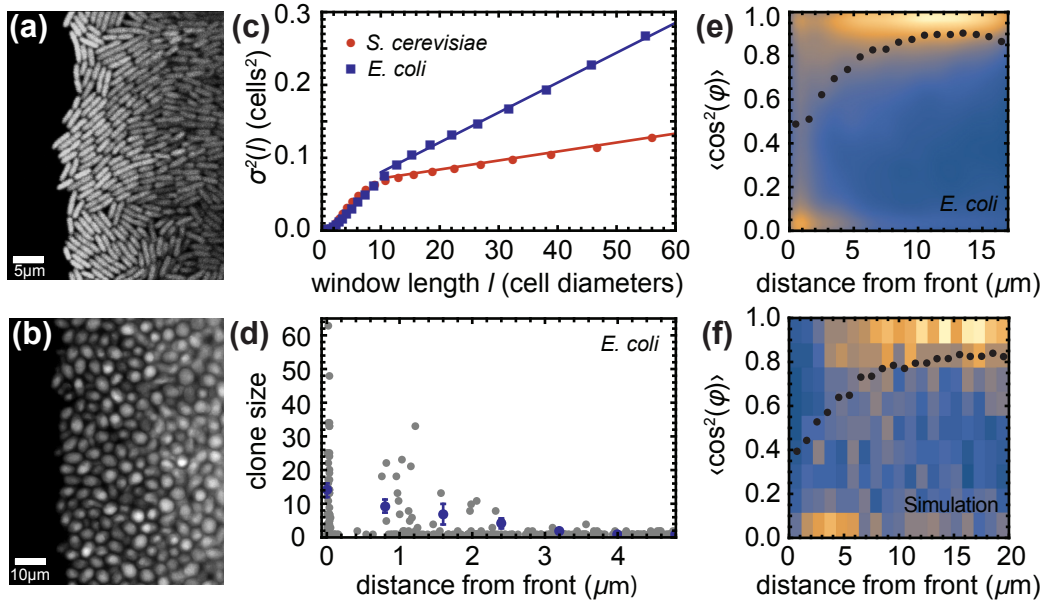 (a)
5μm
(b)
10μm
(c)
σ²(l) (cells²)
0.3
0.2
0.1
0.0
S. cerevisiae
E. coli
0 10 20 30 40 50 60
window length l (cell diameters)
(d)
clone size
60
50
40
30
20
10
0
E. coli
0 1 2 3 4
distance from front (μm)
(e)
⟨cos²(φ)⟩
1.0
0.8
0.6
0.4
0.2
0.0
E. coli
0 5 10 15
distance from front (μm)
(f)
⟨cos²(φ)⟩
1.0
0.8
0.6
0.4
0.2
0.0
Simulation
0 5 10 15 20
distance from front (μm)